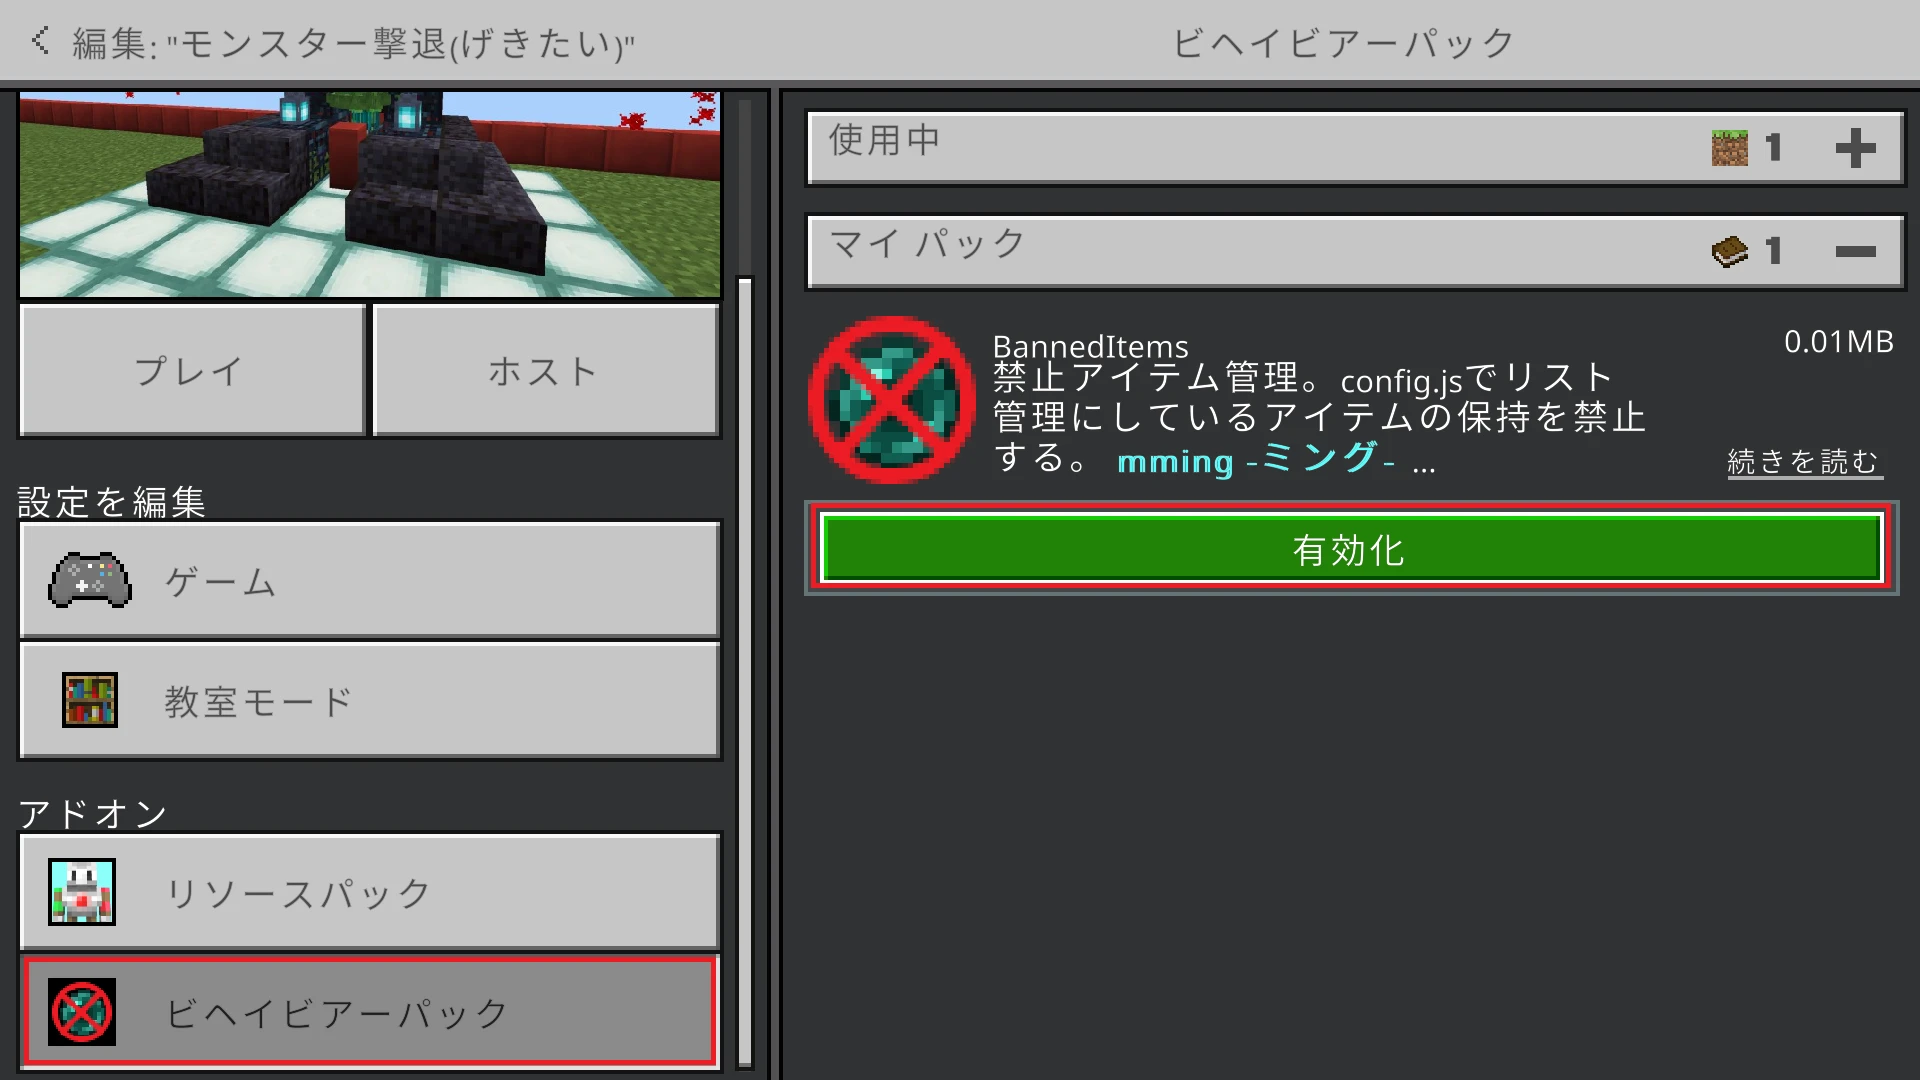 編集: "モンスター撃退(げきたい)"
ビヘイビアーパック
プレイ
ホスト
設定を編集
ゲーム
教室モード
アドオン
リソースパック
ビヘイビアーパック
使用中
1
マイ パック
1
BannedItems
0.01MB
禁止アイテム管理。config.jsでリスト
管理にしているアイテムの保持を禁止
する。 mming -ミング- ...
続きを読む
有効化